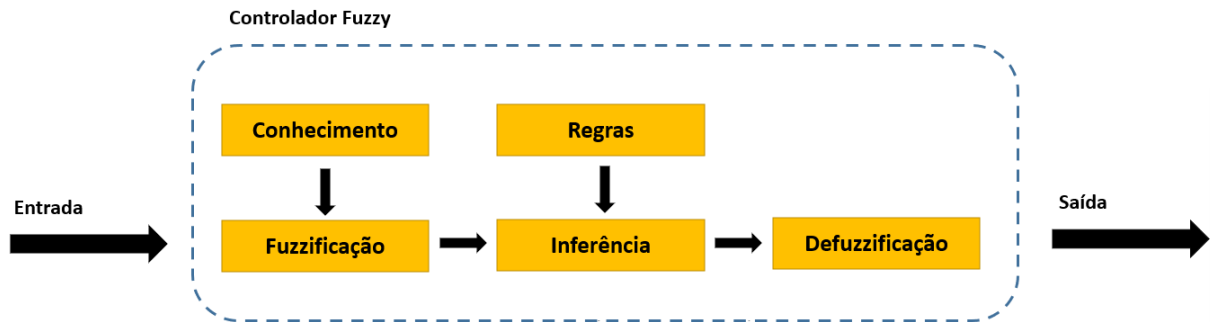 Controlador Fuzzy
Conhecimento
Regras
Entrada
Saída
Fuzzificação
Inferência
Defuzzificação